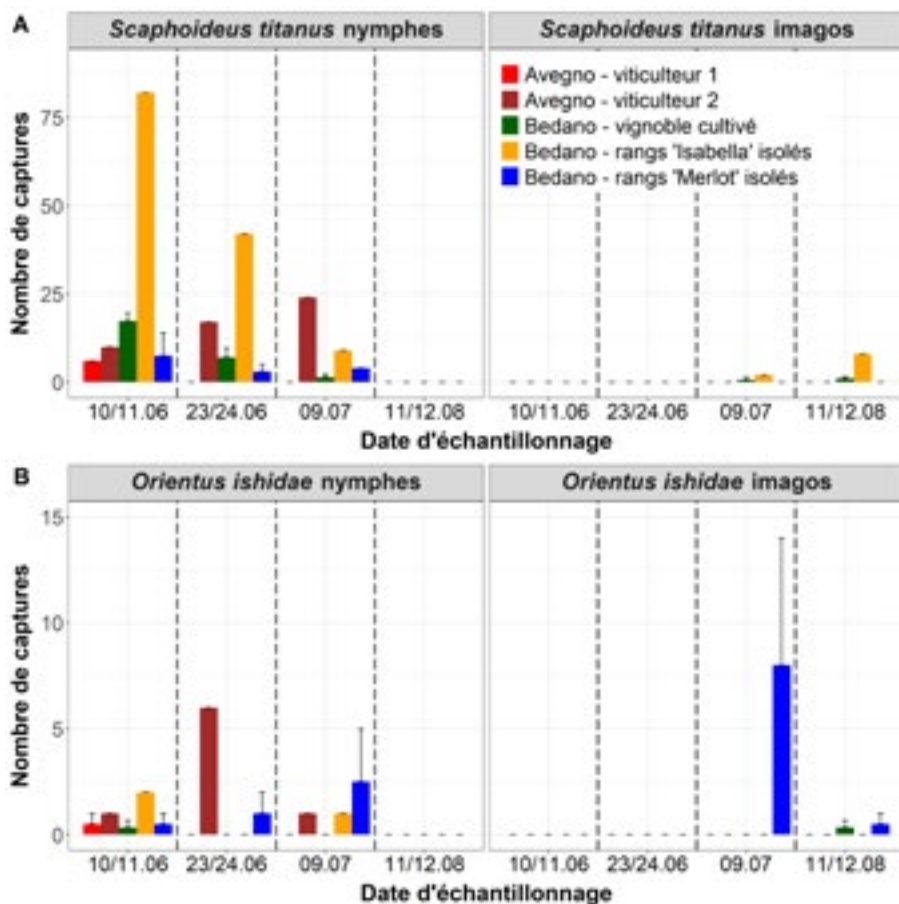 A
Scaphoideus titanus nymphes
Scaphoideus titanus imagos
Nombre de captures
75
50
25
0
Avegno - viticulteur 1
Avegno - viticulteur 2
Bedano - vignoble cultivé
Bedano - rangs 'Isabella' isolés
Bedano - rangs 'Merlot' isolés
10/11.06 23/24.06 09.07 11/12.08 10/11.06 23/24.06 09.07 11/12.08
Date d'échantillonnage
B
Orientus ishidae nymphes
Orientus ishidae imagos
Nombre de captures
15
10
5
0
10/11.06 23/24.06 09.07 11/12.08 10/11.06 23/24.06 09.07 11/12.08
Date d'échantillonnage